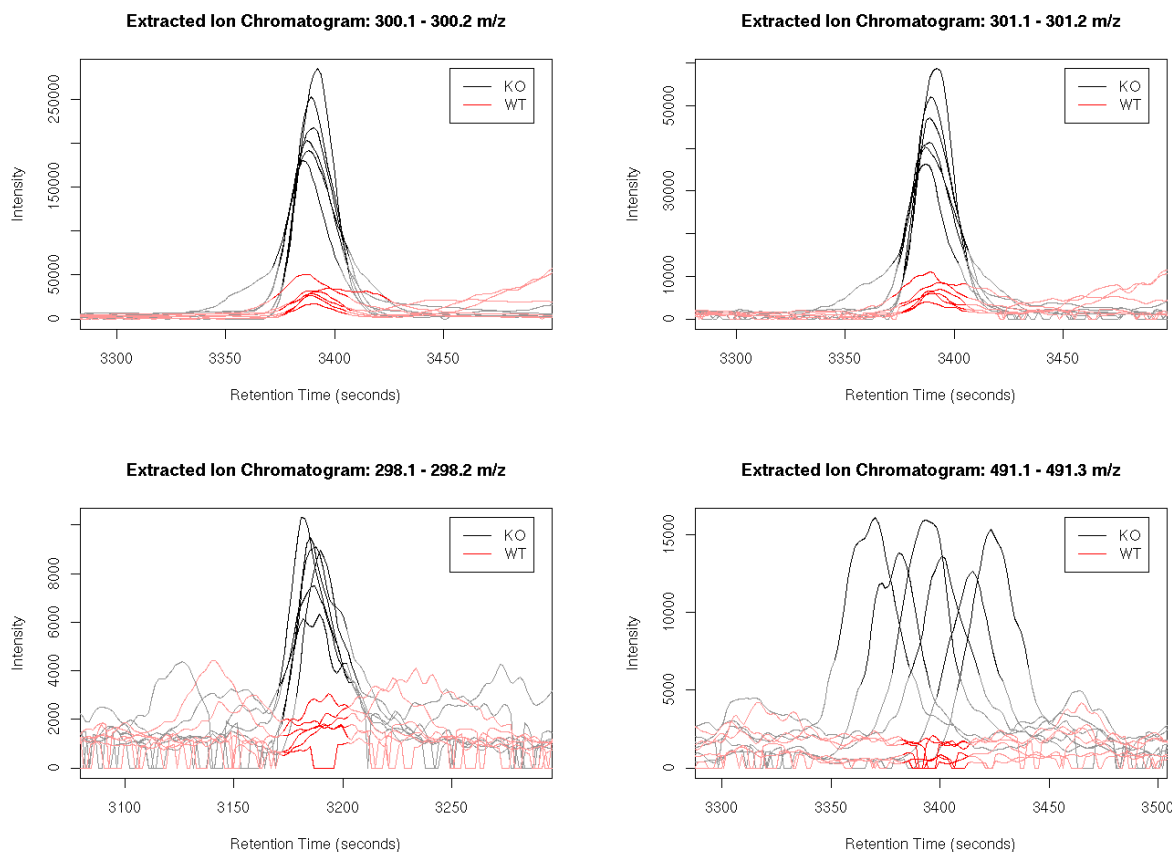 Extracted Ion Chromatogram: 300.1 - 300.2 m/z
Intensity
0
50000
150000
250000
KO
WT
3300
3350
3400
3450
Retention Time (seconds)
Extracted Ion Chromatogram: 301.1 - 301.2 m/z
Intensity
0
10000
30000
50000
KO
WT
3300
3350
3400
3450
Retention Time (seconds)
Extracted Ion Chromatogram: 298.1 - 298.2 m/z
Intensity
0
2000
4000
6000
8000
KO
WT
3100
3150
3200
3250
Retention Time (seconds)
Extracted Ion Chromatogram: 491.1 - 491.3 m/z
Intensity
0
5000
10000
15000
KO
WT
3300
3350
3400
3450
3500
Retention Time (seconds)